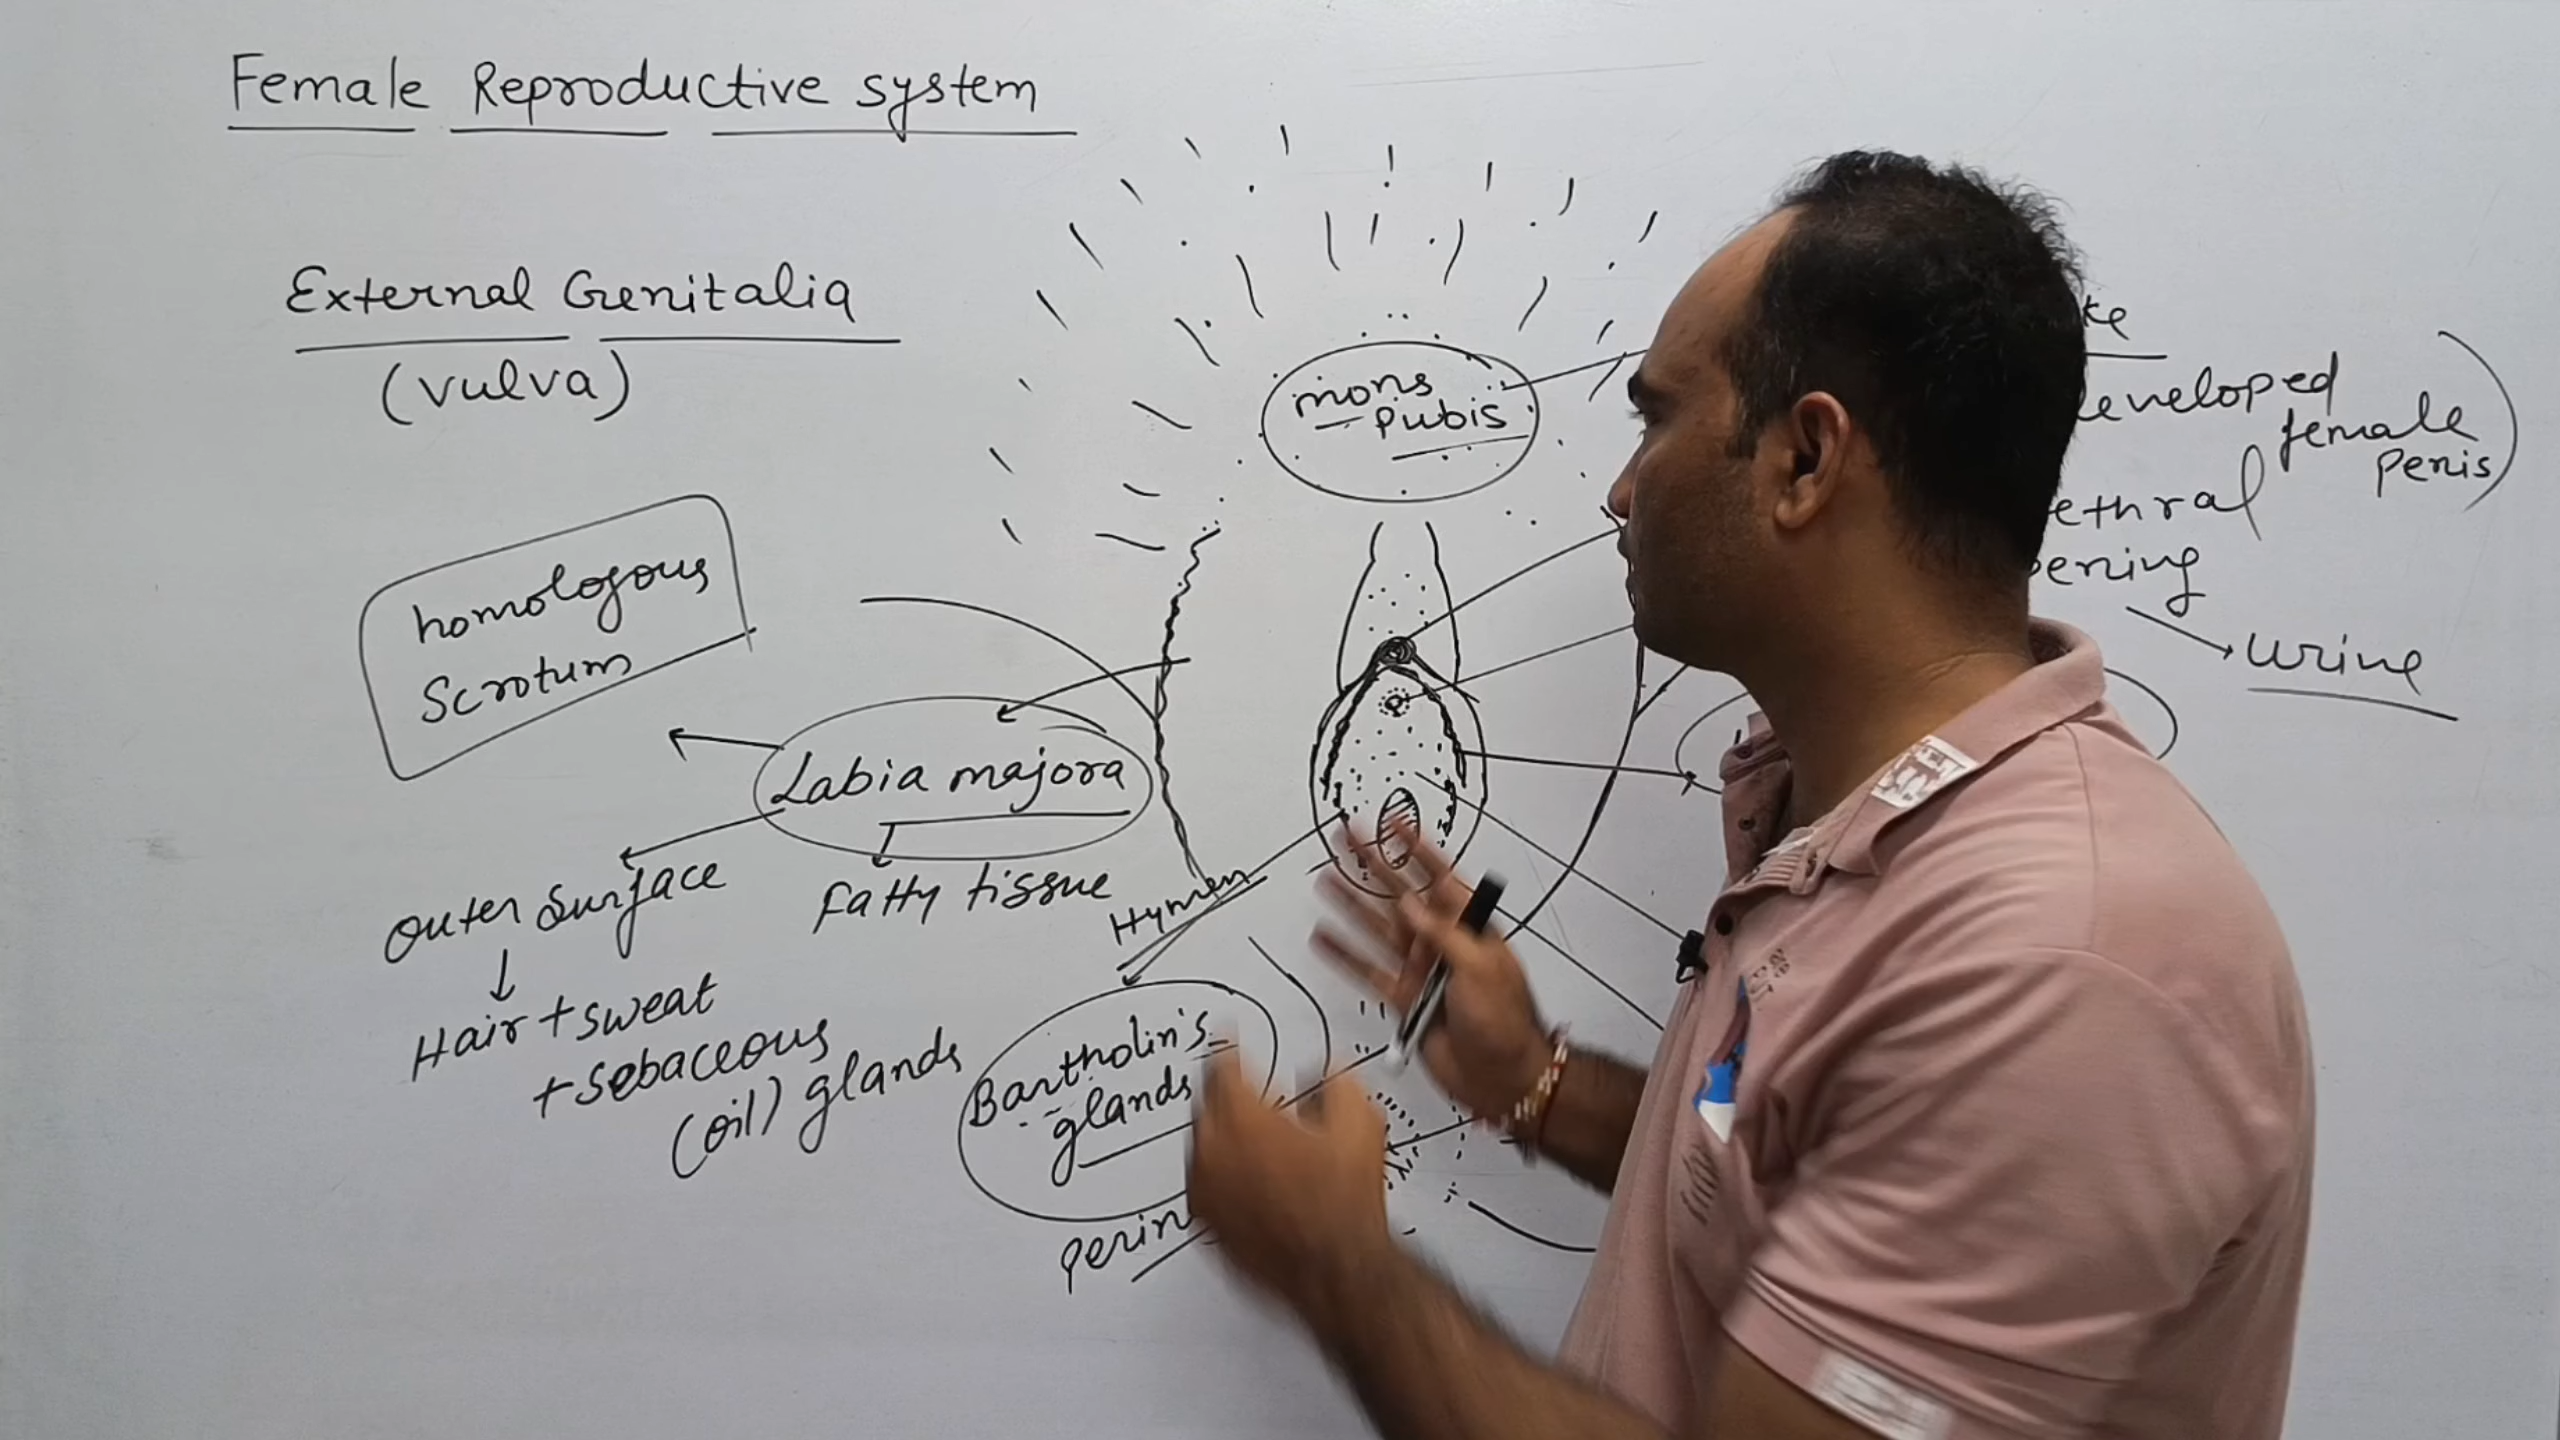 Female Reproductive system
External Genitalia
(vulva)
mons
pubis
female
penis
urine
homologous
Scrotum
Labia majora
outer surface
Fatty tissue
Hymen
Hair + sweat
+ sebaceous
(oil) glands
Bartholin's
glands